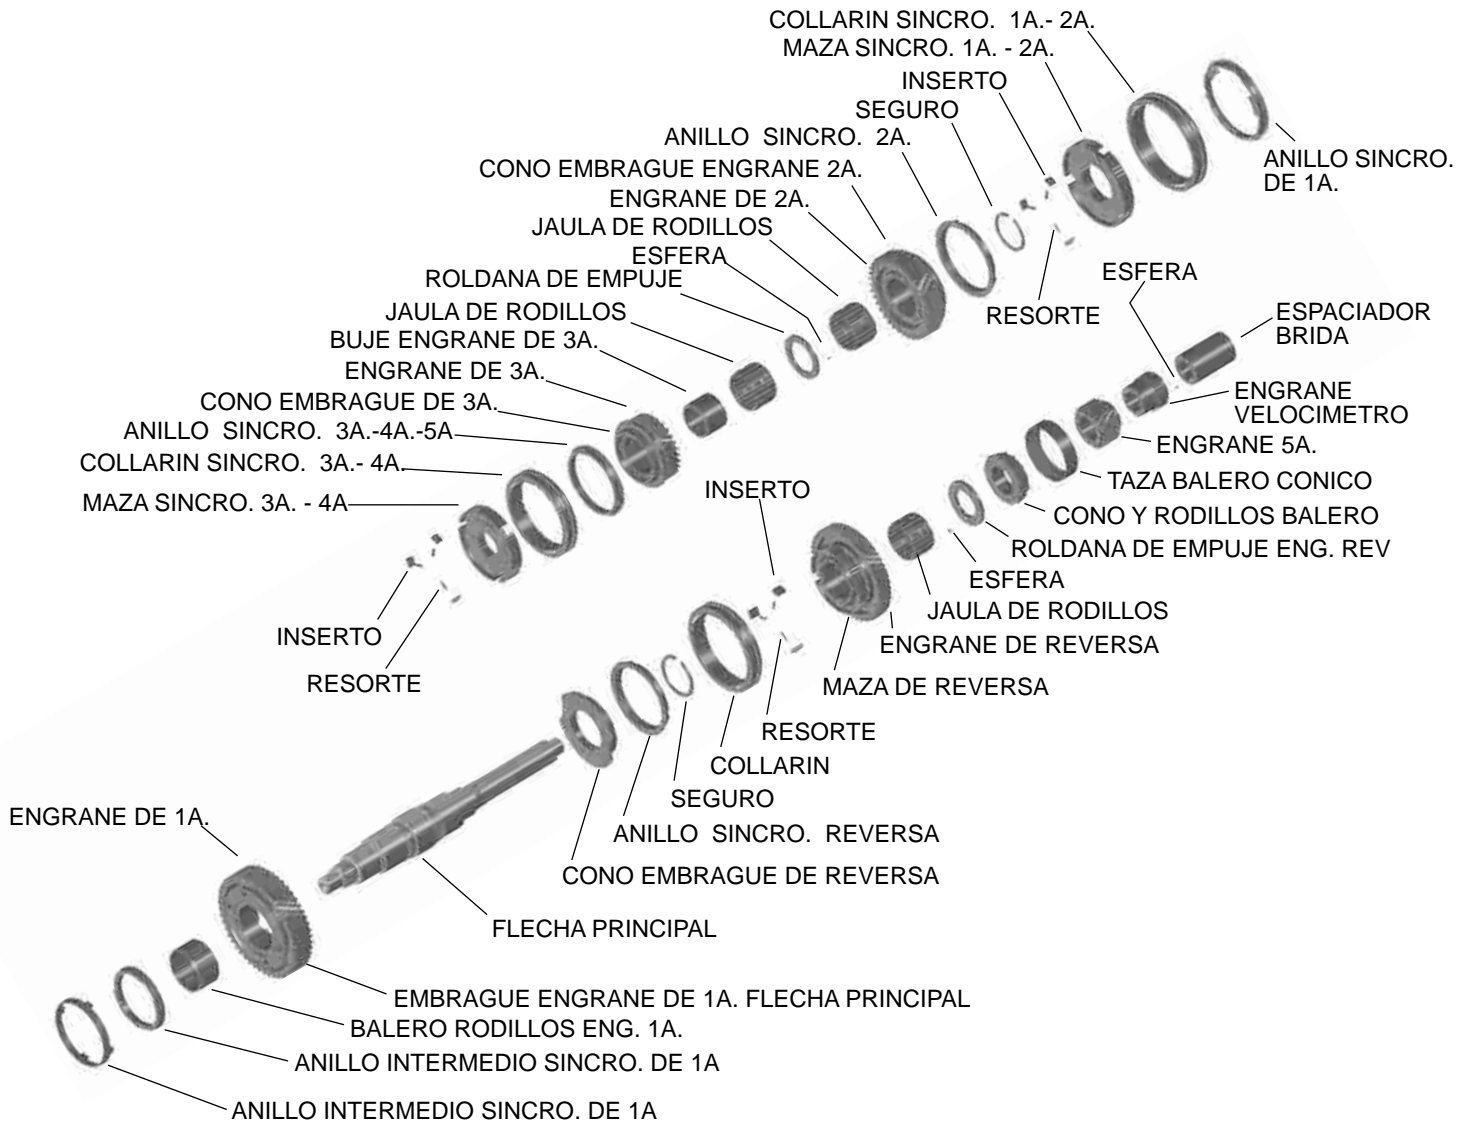 COLLARIN SINCRO. 1A.- 2A.
MAZA SINCRO. 1A. - 2A.
INSERTO
SEGURO
ANILLO SINCRO. 2A.
CONO EMBRAGUE ENGRANE 2A.
ENGRANE DE 2A.
JAULA DE RODILLOS
ESFERA
ROLDANA DE EMPUJE
JAULA DE RODILLOS
BUJE ENGRANE DE 3A.
ENGRANE DE 3A.
CONO EMBRAGUE DE 3A.
ANILLO SINCRO. 3A.-4A.-5A
COLLARIN SINCRO. 3A.- 4A.
MAZA SINCRO. 3A. - 4A
INSERTO
RESORTE
ANILLO SINCRO.
DE 1A.
RESORTE
ESFERA
ESPACIADOR
BRIDA
ENGRANE
VELOCIMETRO
ENGRANE 5A.
TAZA BALERO CONICO
CONO Y RODILLOS BALERO
ROLDANA DE EMPUJE ENG. REV
ESFERA
JAULA DE RODILLOS
ENGRANE DE REVERSA
MAZA DE REVERSA
INSERTO
RESORTE
COLLARIN
SEGURO
ANILLO SINCRO. REVERSA
CONO EMBRAGUE DE REVERSA
FLECHA PRINCIPAL
ENGRANE DE 1A.
EMBRAGUE ENGRANE DE 1A. FLECHA PRINCIPAL
BALERO RODILLOS ENG. 1A.
ANILLO INTERMEDIO SINCRO. DE 1A
ANILLO INTERMEDIO SINCRO. DE 1A